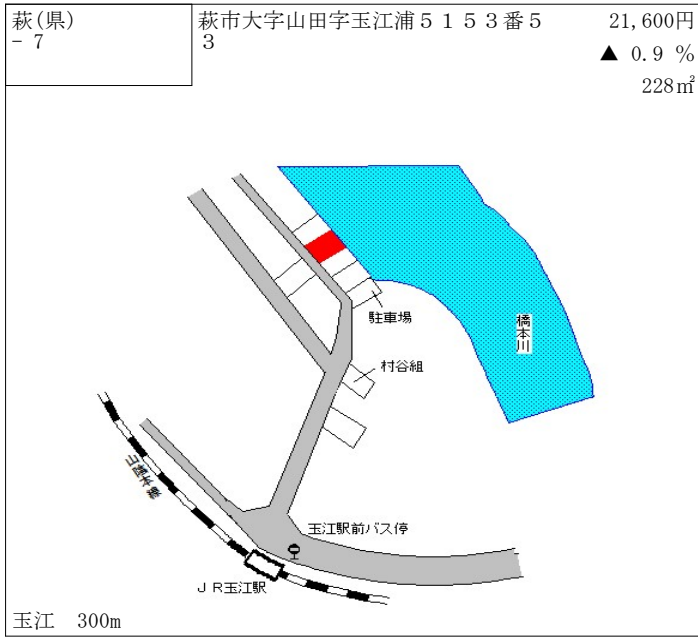 萩(県)
- 7
萩市大字山田字玉江浦５１５３番５
３
21,600円
▲ 0.9 %
228㎡
駐車場
橋本川
村谷組
山陰本線
玉江駅前バス停
ＪＲ玉江駅
玉江　300m